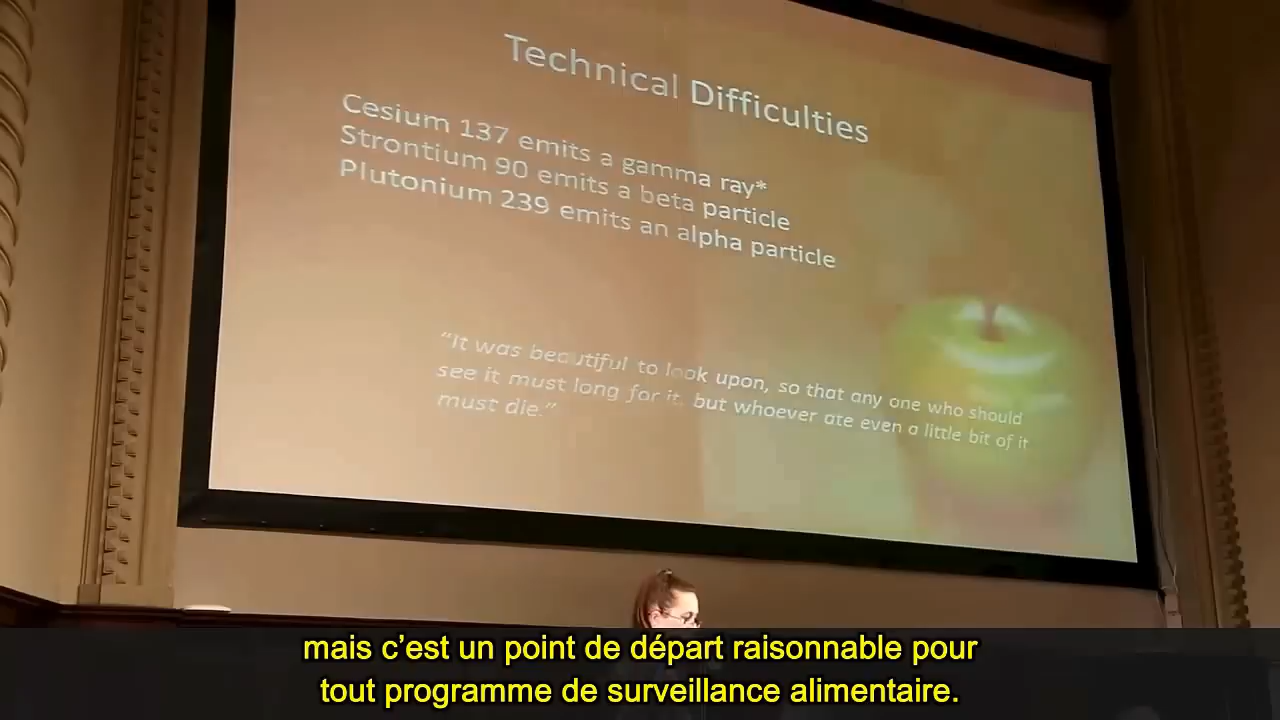 Technical Difficulties
Cesium 137 emits a gamma ray*
Strontium 90 emits a beta particle
Plutonium 239 emits an alpha particle
“It was beautiful to look upon, so that any one who should
see it must long for it, but whoever ate even a little bit of it
must die.”
mais c’est un point de départ raisonnable pour
tout programme de surveillance alimentaire.